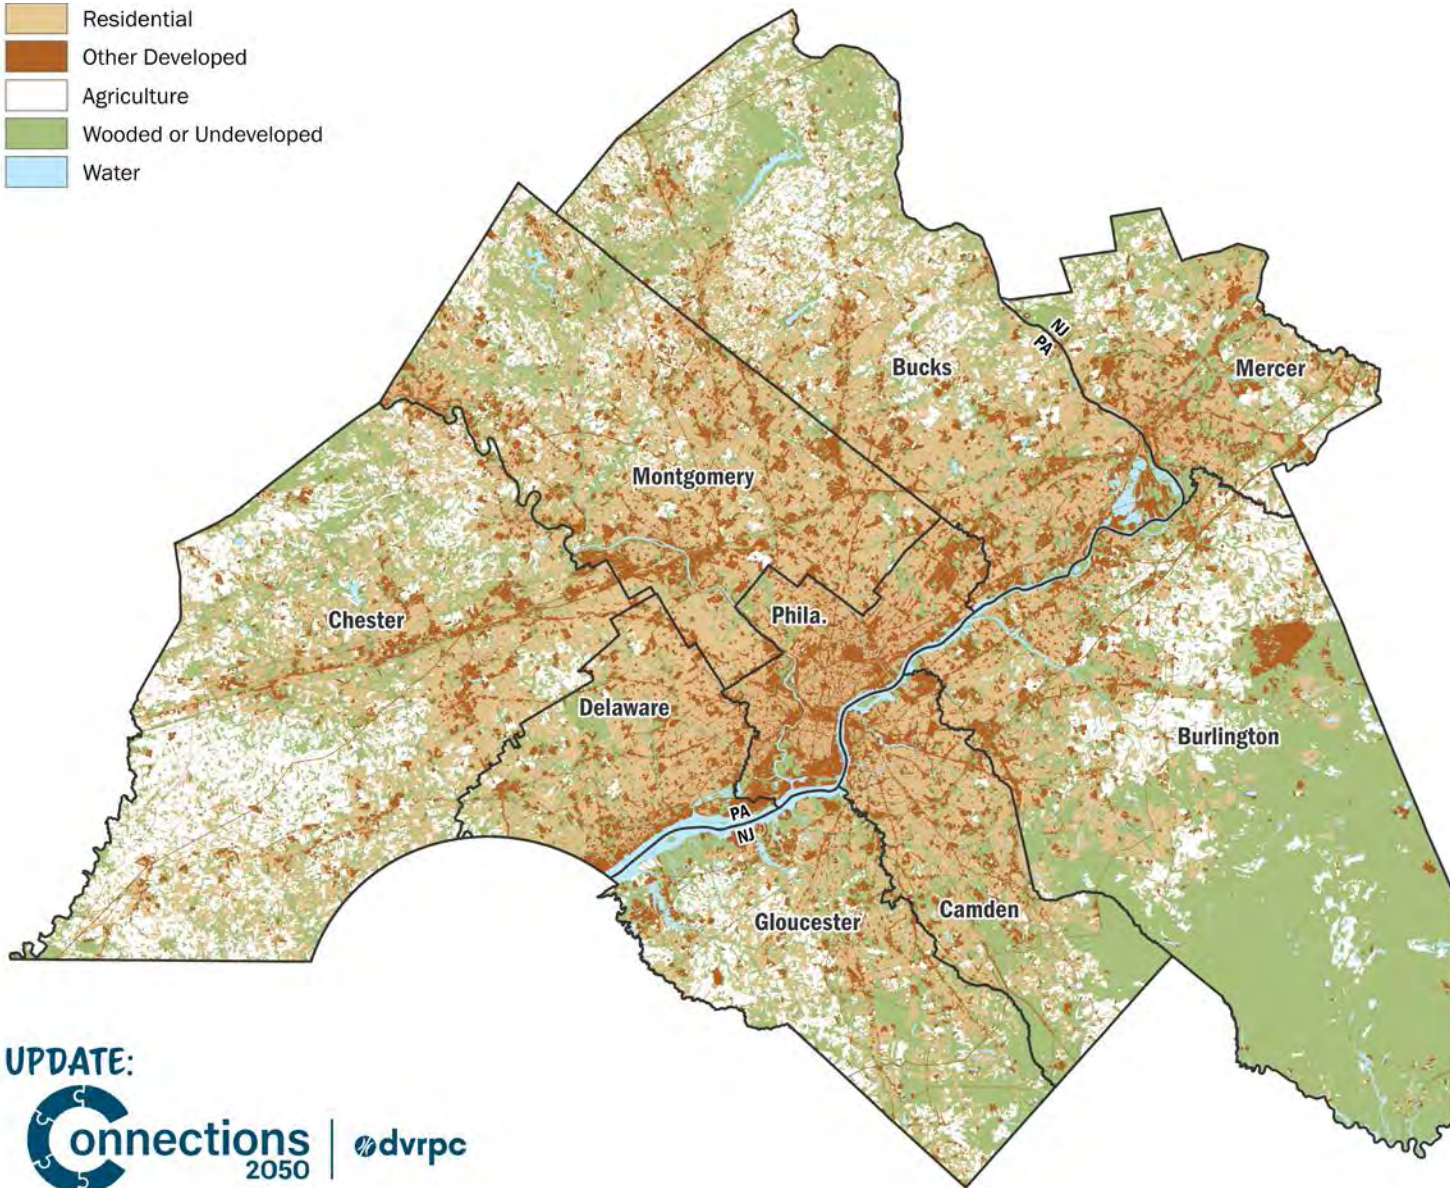 Residential
Other Developed
Agriculture
Wooded or Undeveloped
Water
NJ
PA
Bucks
Mercer
Montgomery
Chester
Phila.
Delaware
Burlington
PA
NJ
Gloucester
Camden
UPDATE:
Connections
2050
dvrpc